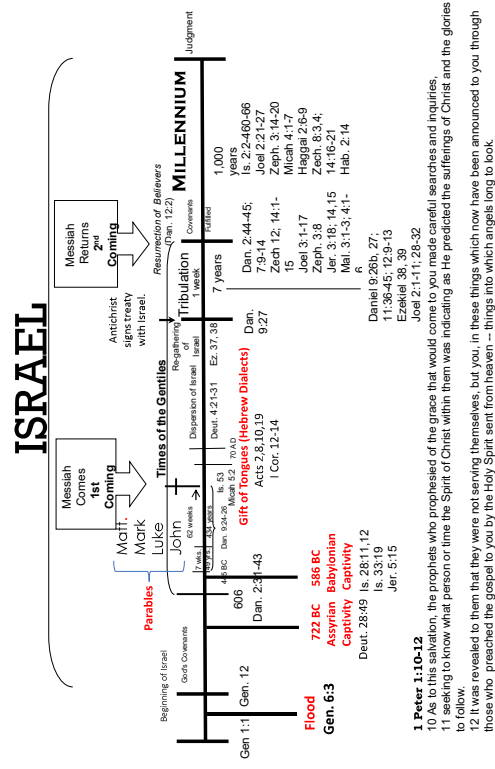 ISRAEL
Messiah
Comes
1st
Coming
Messiah
Returns
2nd
Coming
Antichrist
signs treaty
with Israel.
Resurrection of Believers
(Dan. 12:2)
Judgment
Beginning of Israel
God's Covenants
Parables
Matt.
Mark
Luke
John
Times of the Gentiles
62 weeks
7 wks.
49 yrs.
434 years
4-5 BC
Dan. 9:24-26
Is. 53
Micah 5:2
70 AD
Dispersion of Israel
Deut. 4:21-31
Re-gathering
of
Israel
Ez. 37, 38
Tribulation
1 week
7 years
Covenants
Fulfilled
MILLENNIUM
Gen 1:1
Gen. 12
Flood
Gen. 6:3
722 BC
Assyrian
Captivity
Deut. 28:49
606
Dan. 2:31-43
586 BC
Babylonian
Captivity
Is. 28:11,12
Is. 33:19
Jer. 5:15
Gift of Tongues (Hebrew Dialects)
Acts 2,8,10,19
I Cor. 12-14
Dan.
9:27
Dan. 2:44-45;
7:9-14
Zech 12; 14:1-
15
Joel 3:1-17
Zeph. 3:8
Jer. 3:18; 14,15
Mal. 3:1-3; 4:1-
6
Daniel 9:26b, 27;
11:36-45; 12:9-13
Ezekiel 38, 39
Joel 2:1-11; 28-32
1,000
years
Is. 2:2-460-66
Joel 2:21-27
Zeph. 3:14-20
Micah 4:1-7
Haggai 2:6-9
Zech. 8:3,4;
14:16-21
Hab. 2:14
1 Peter 1:10-12
10 As to this salvation, the prophets who prophesied of the grace that would come to you made careful searches and inquiries,
11 seeking to know what person or time the Spirit of Christ within them was indicating as He predicted the sufferings of Christ and the glories
to follow.
12 It was revealed to them that they were not serving themselves, but you, in these things which now have been announced to you through
those who preached the gospel to you by the Holy Spirit sent from heaven -- things into which angels long to look.